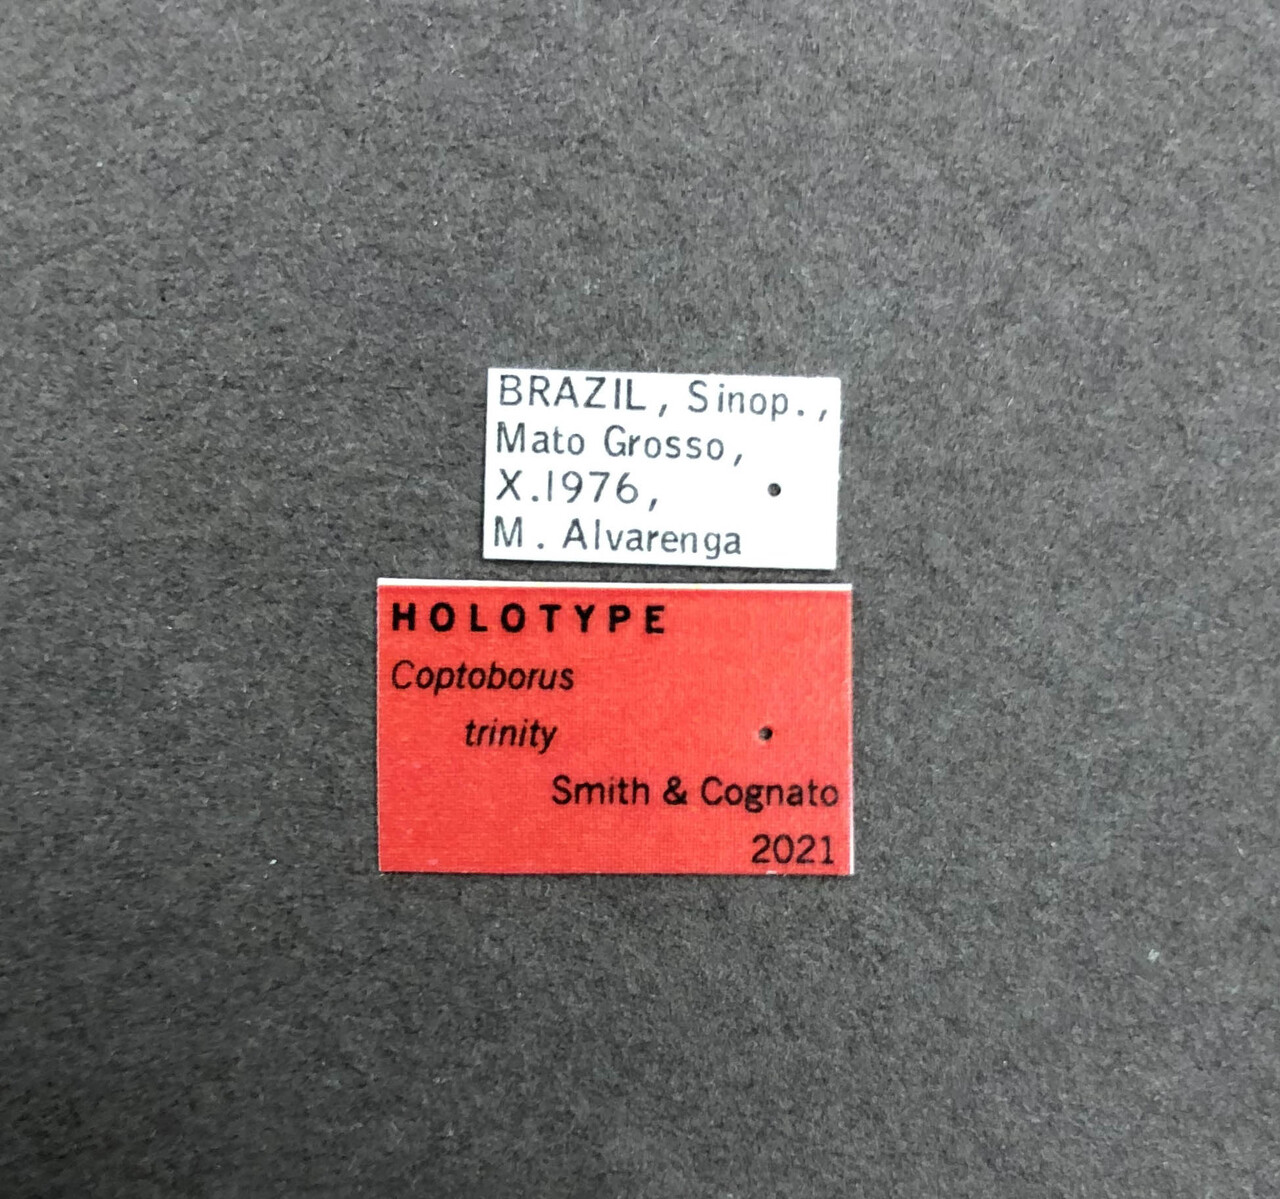 BRAZIL, Sinop.,
Mato Grosso,
X.1976,
M. Alvarenga
HOLOTYPE
Coptoborus
trinity
Smith & Cognato
2021